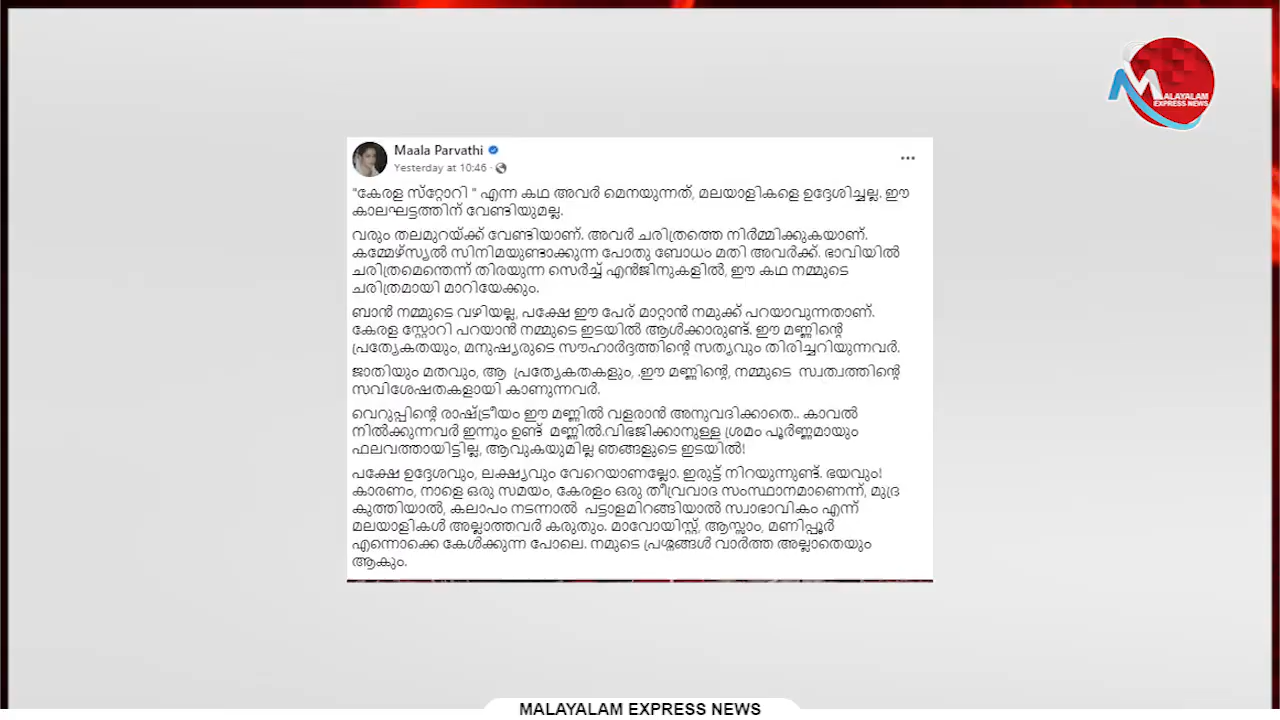 MALAYALAM
EXPRESS NEWS
Maala Parvathi
Yesterday at 10:46 ·
"കേരള സ്റ്റോറി " എന്ന കഥ അവർ മെനയുന്നത്, മലയാളികളെ ഉദ്ദേശിച്ചല്ല. ഈ
കാലഘട്ടത്തിന് വേണ്ടിയുമല്ല.
വരും തലമുറയ്ക്ക് വേണ്ടിയാണ്. അവർ ചരിത്രത്തെ നിർമ്മിക്കുകയാണ്.
കമ്മേഴ്സ്യൽ സിനിമയുണ്ടാക്കുന്ന പോതു ബോധം മതി അവർക്ക്. ഭാവിയിൽ
ചരിത്രമെന്തെന്ന് തിരയുന്ന സെർച്ച് എൻജിനുകളിൽ, ഈ കഥ നമ്മുടെ
ചരിത്രമായി മാറിയേക്കും.
ബാൻ നമ്മുടെ വഴിയല്ല, പക്ഷേ ഈ പേര് മാറ്റാൻ നമുക്ക് പറയാവുന്നതാണ്.
കേരള സ്റ്റോറി പറയാൻ നമ്മുടെ ഇടയിൽ ആൾക്കാരുണ്ട്. ഈ മണ്ണിന്റെ
പ്രത്യേകതയും, മനുഷ്യരുടെ സൗഹാർദ്ദത്തിന്റെ സത്യവും തിരിച്ചറിയുന്നവർ.
ജാതിയും മതവും, ആ പ്രത്യേകതകളും, .ഈ മണ്ണിന്റെ, നമ്മുടെ സ്വത്വത്തിന്റെ
സവിശേഷതകളായി കാണുന്നവർ.
വെറുപ്പിന്റെ രാഷ്ട്രീയം ഈ മണ്ണിൽ വളരാൻ അനുവദിക്കാതെ.. കാവൽ
നിൽക്കുന്നവർ ഇന്നും ഉണ്ട് മണ്ണിൽ.വിഭജിക്കാനുള്ള ശ്രമം പൂർണ്ണമായും
ഫലവത്തായിട്ടില്ല, ആവുകയുമില്ല ഞങ്ങളുടെ ഇടയിൽ!
പക്ഷേ ഉദ്ദേശവും, ലക്ഷ്യവും വേറെയാണല്ലോ. ഇരുട്ട് നിറയുന്നുണ്ട്. ഭയവും!
കാരണം, നാളെ ഒരു സമയം, കേരളം ഒരു തീവ്രവാദ സംസ്ഥാനമാണെന്ന്, മുദ്ര
കുത്തിയാൽ, കലാപം നടന്നാൽ പട്ടാളമിറങ്ങിയാൽ സ്വാഭാവികം എന്ന്
മലയാളികൾ അല്ലാത്തവർ കരുതും. മാവോയിസ്റ്റ്, ആസ്സാം, മണിപ്പൂർ
എന്നൊക്കെ കേൾക്കുന്ന പോലെ. നമുടെ പ്രശ്നങ്ങൾ വാർത്ത അല്ലാതെയും
ആകും.
MALAYALAM EXPRESS NEWS